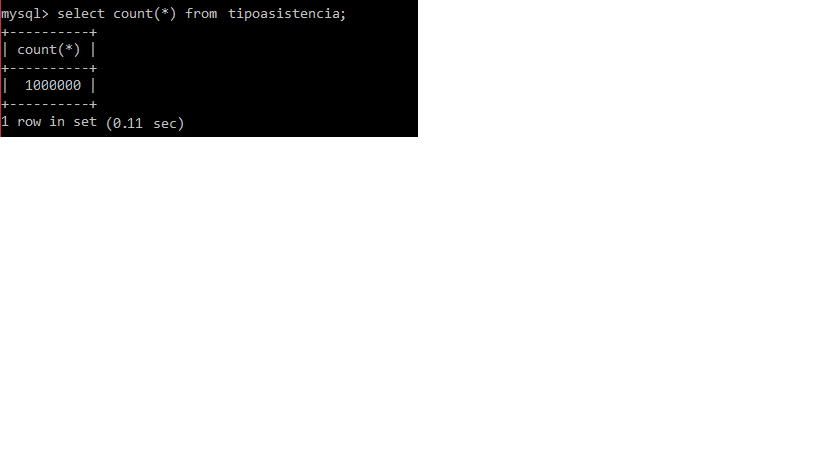 mysql> select count(*) from tipoasistencia;
+----------+
| count(*) |
+----------+
|  1000000 |
+----------+
1 row in set (0.11 sec)